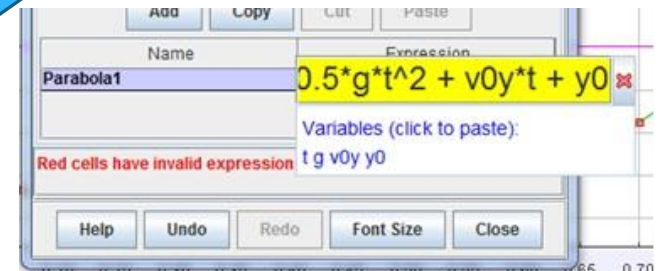 Add Copy Cut Paste
Name Expression
Parabola1 0.5*g*t^2 + v0y*t + y0
Variables (click to paste):
t g v0y y0
Red cells have invalid expression
Help Undo Redo Font Size Close
0.70